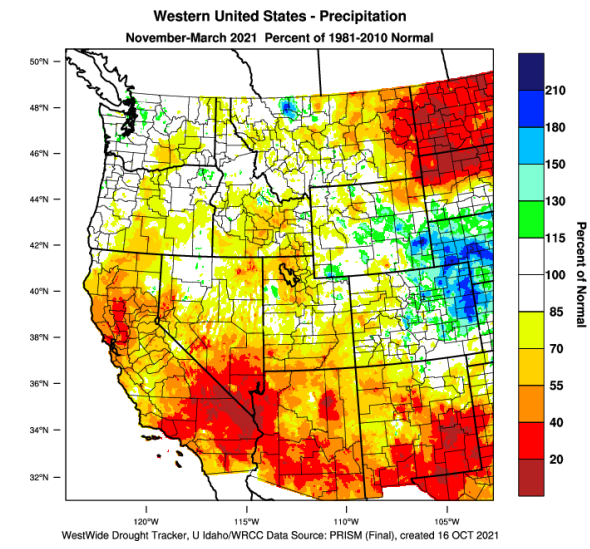 Western United States - Precipitation
November-March 2021 Percent of 1981-2010 Normal
50°N
48°N
46°N
44°N
42°N
40°N
38°N
36°N
34°N
32°N
120°W
115°W
110°W
105°W
210
180
150
130
115
100
85
70
55
40
20
Percent of Normal
WestWide Drought Tracker, U Idaho/WRCC Data Source: PRISM (Final), created 16 OCT 2021